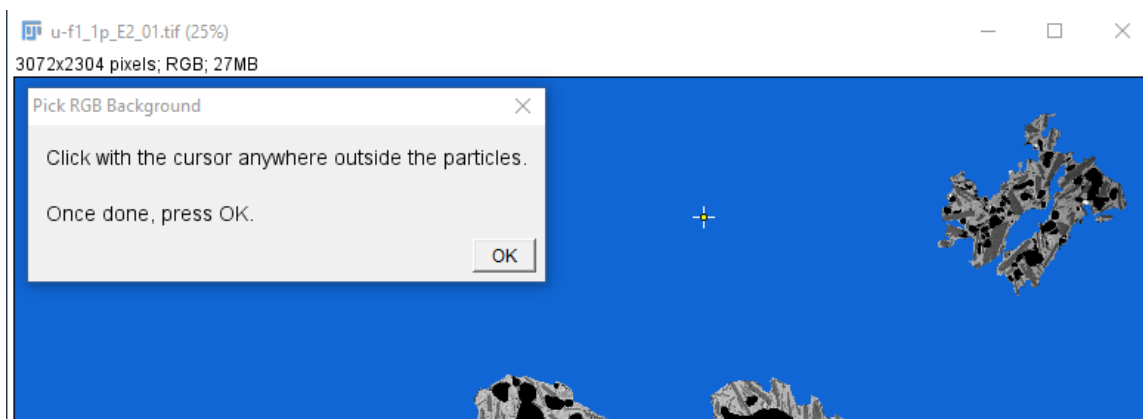 u-f1_1p_E2_01.tif (25%)
3072x2304 pixels; RGB; 27MB
Pick RGB Background
Click with the cursor anywhere outside the particles.
Once done, press OK.
OK